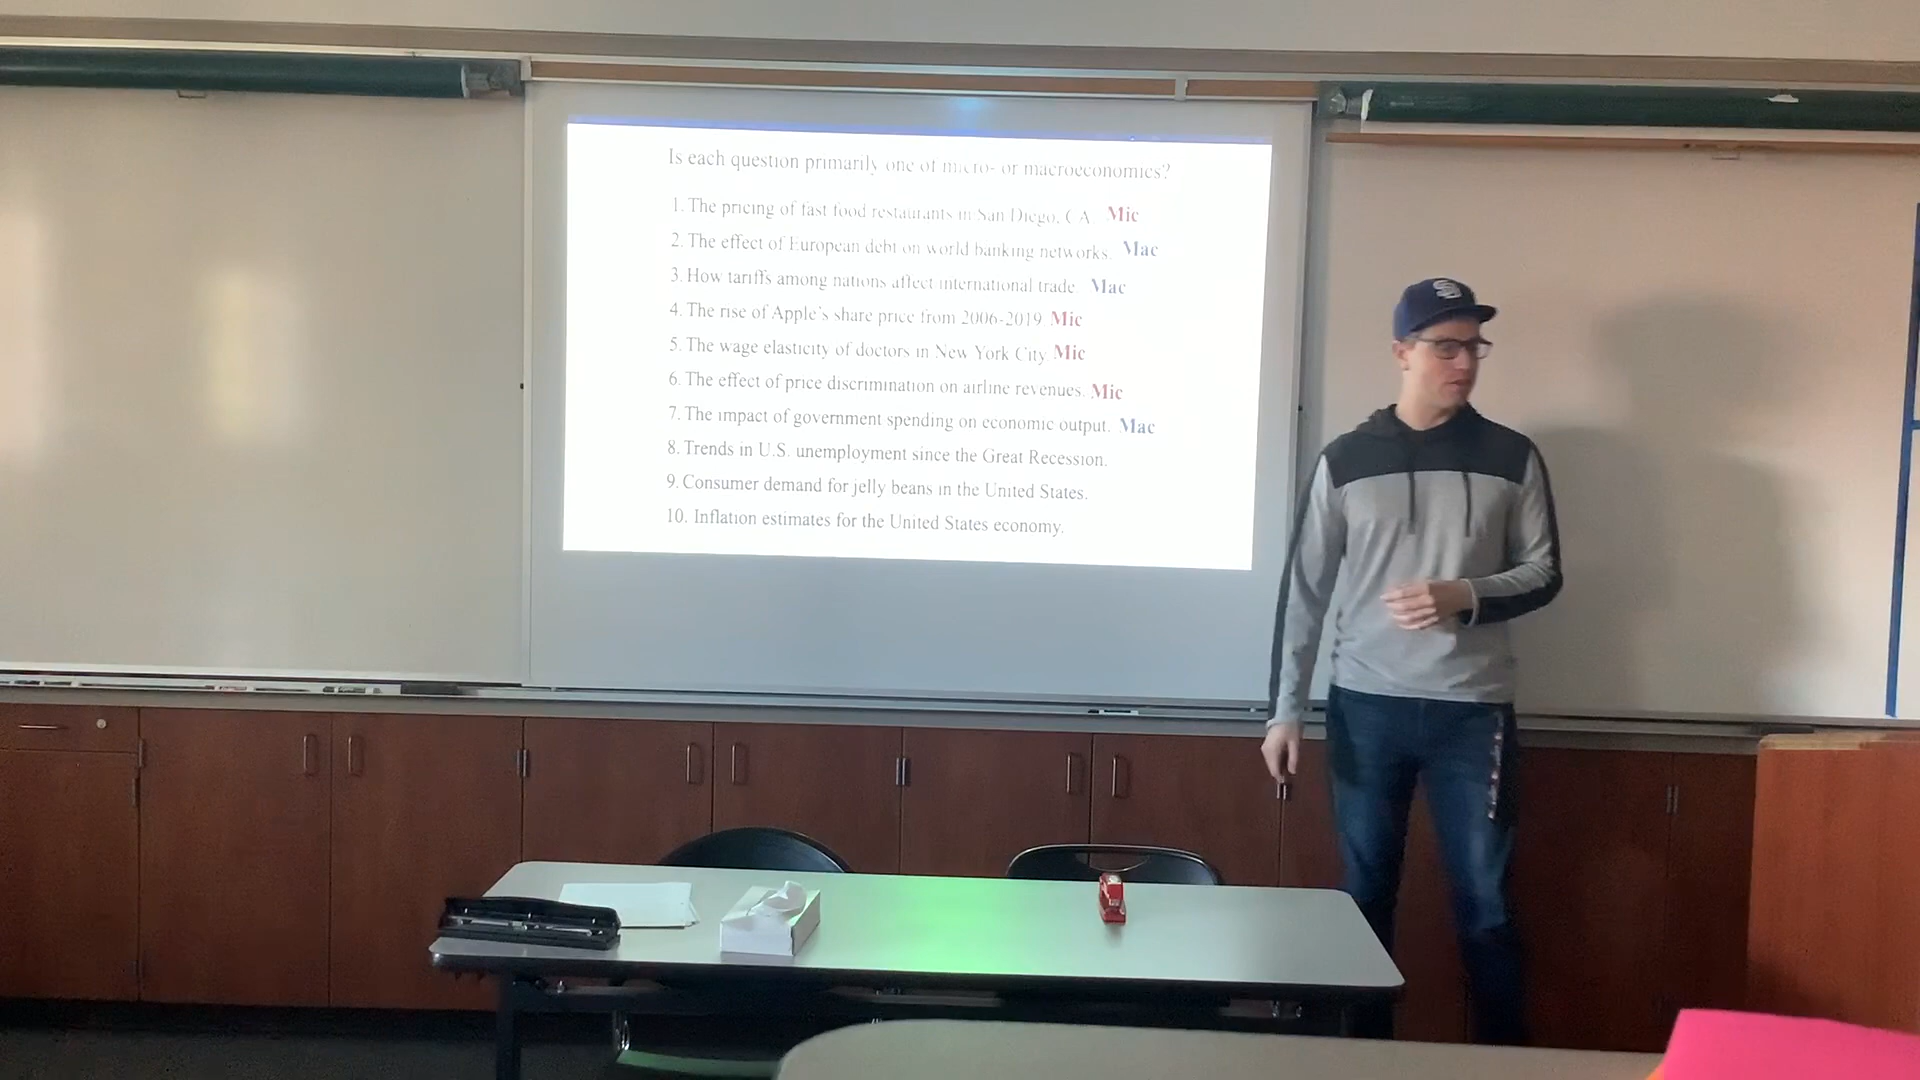 Is each question primarily one of micro- or macroeconomics?
1. The pricing of fast food restaurants in San Diego, CA. Mic
2. The effect of European debt on world banking networks. Mac
3. How tariffs among nations affect international trade. Mac
4. The rise of Apple's share price from 2006-2019 Mic
5. The wage elasticity of doctors in New York City Mic
6. The effect of price discrimination on airline revenues. Mic
7. The impact of government spending on economic output. Mac
8. Trends in U.S. unemployment since the Great Recession.
9. Consumer demand for jelly beans in the United States.
10. Inflation estimates for the United States economy.
SD